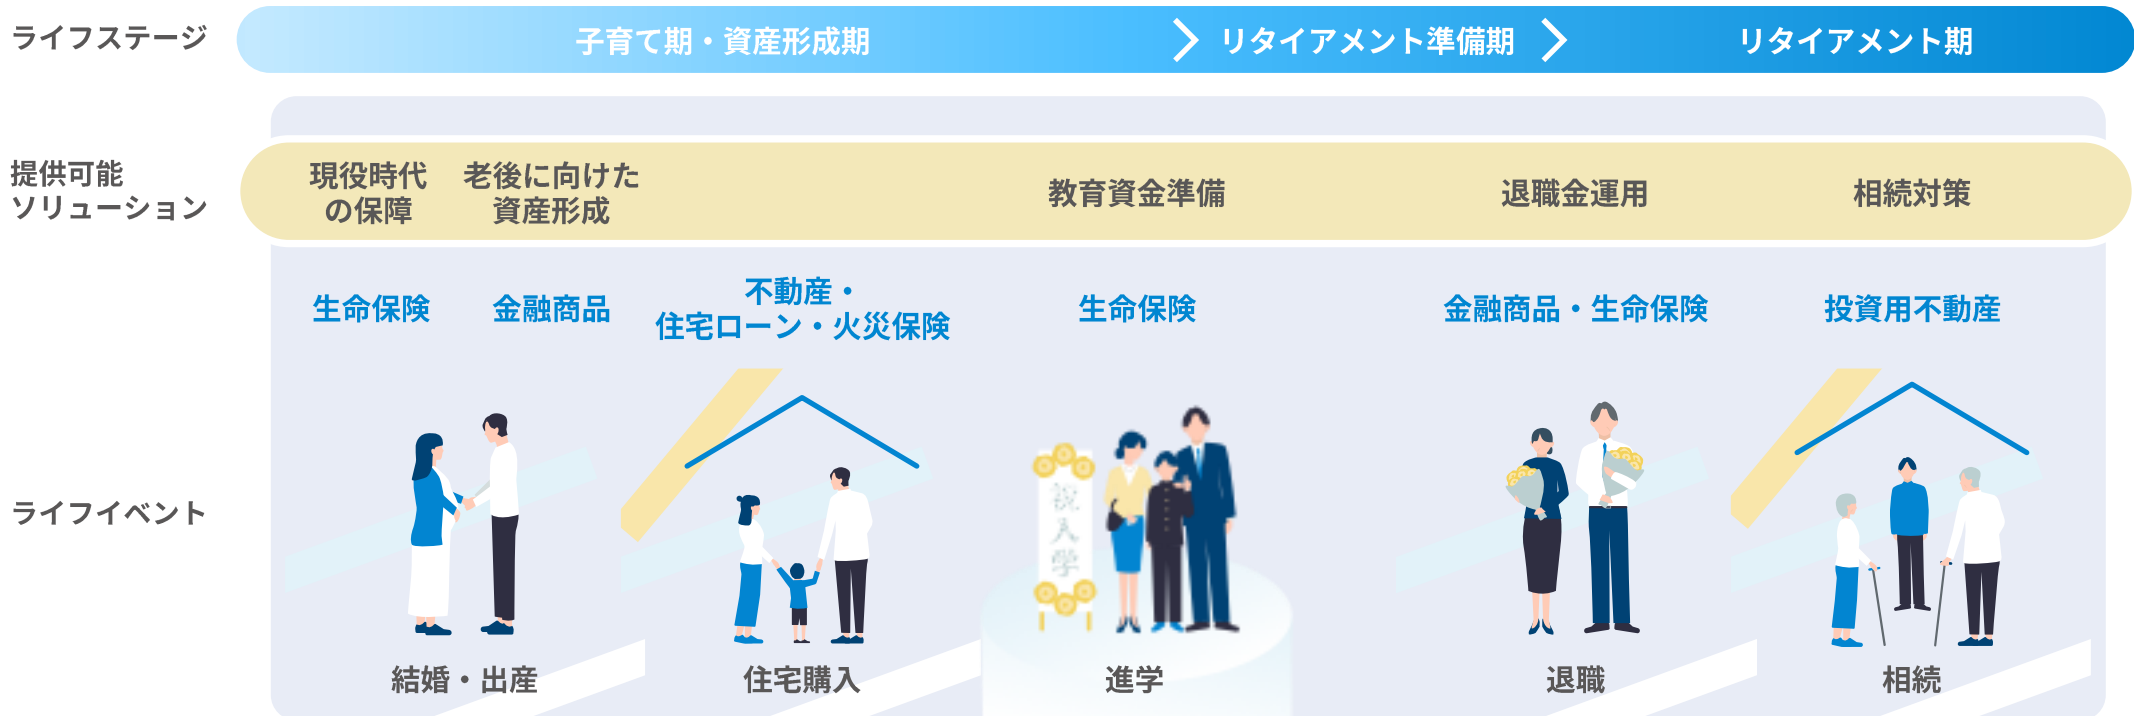 ライフステージ
子育て期・資産形成期
リタイアメント準備期
リタイアメント期
提供可能
ソリューション
現役時代
の保障
老後に向けた
資産形成
教育資金準備
退職金運用
相続対策
生命保険
金融商品
不動産・
住宅ローン・火災保険
生命保険
金融商品・生命保険
投資用不動産
ライフイベント
祝入学
結婚・出産
住宅購入
進学
退職
相続